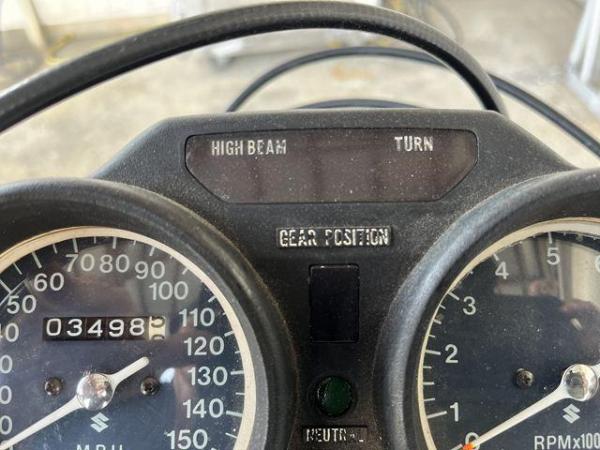 HIGH BEAM TURN
GEAR POSITION
50 60 70 80 90 100 110 120 130 140 150
03498
0 1 2 3 4 5 6
NEUTRAL
M.P.H
RPMx100